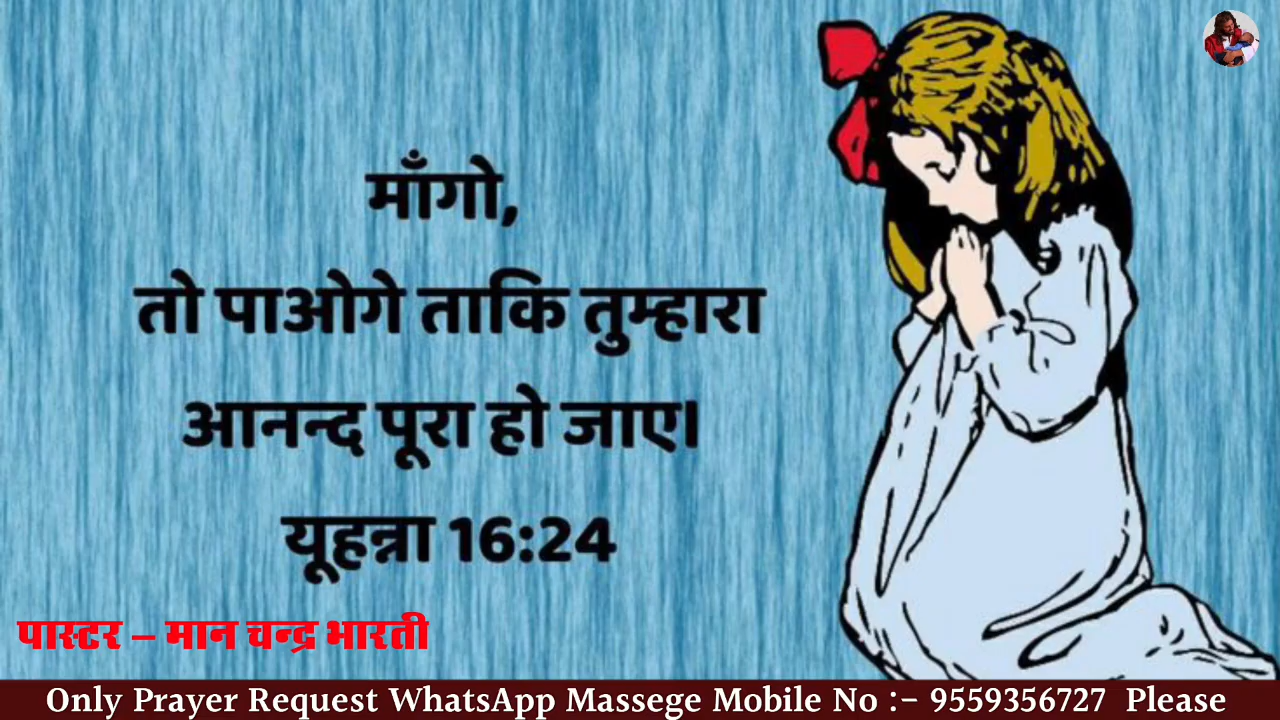 माँगो,
तो पाओगे ताकि तुम्हारा
आनन्द पूरा हो जाए।
यूहन्ना 16:24
पास्टर – मान चन्द्र भारती
Only Prayer Request WhatsApp Massege Mobile No :- 9559356727 Please